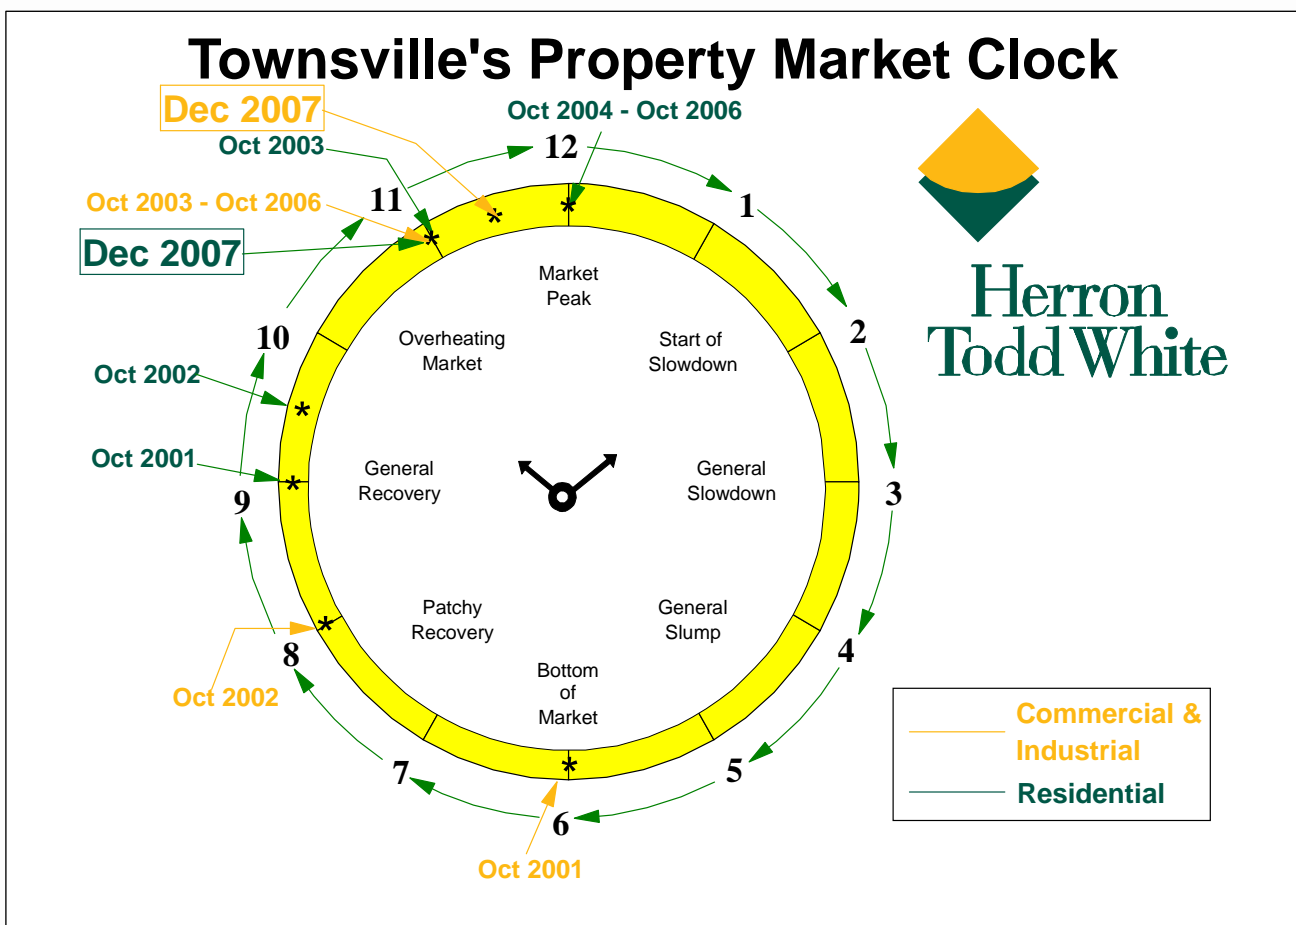 Townsville's Property Market Clock
Dec 2007
Oct 2004 - Oct 2006
Oct 2003
12
Oct 2003 - Oct 2006
11
1
Dec 2007
Market
Peak
Herron
Todd White
10
2
Overheating
Market
Start of
Slowdown
Oct 2002
Oct 2001
General
Recovery
General
Slowdown
9
3
Patchy
Recovery
General
Slump
8
4
Oct 2002
Bottom
of
Market
7
5
6
Oct 2001
Commercial &
Industrial
Residential